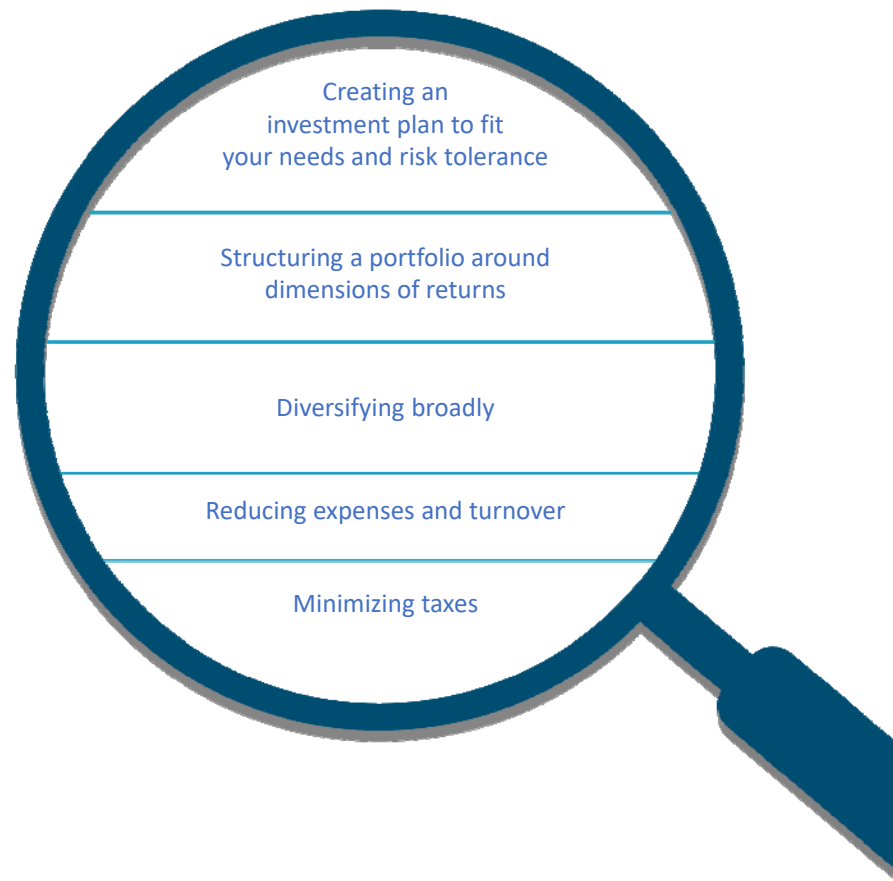 Creating an
investment plan to fit
your needs and risk tolerance
Structuring a portfolio around
dimensions of returns
Diversifying broadly
Reducing expenses and turnover
Minimizing taxes